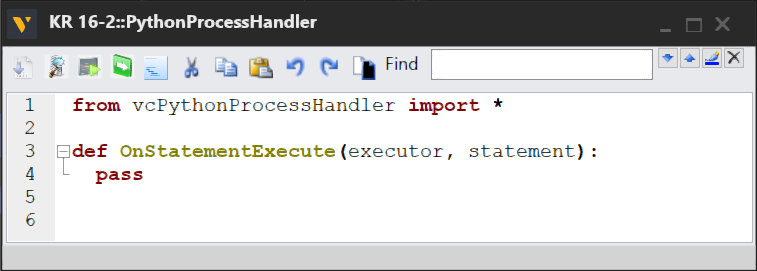 KR 16-2::PythonProcessHandler
Find
1 from vcPythonProcessHandler import *
2
3 def OnStatementExecute(executor, statement):
4   pass
5
6